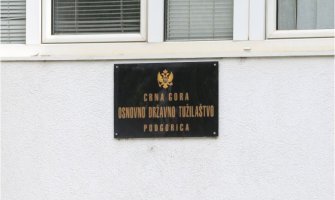 CRNA GORA
OSNOVNO DRŽAVNO TUŽILAŠTVO
PODGORICA